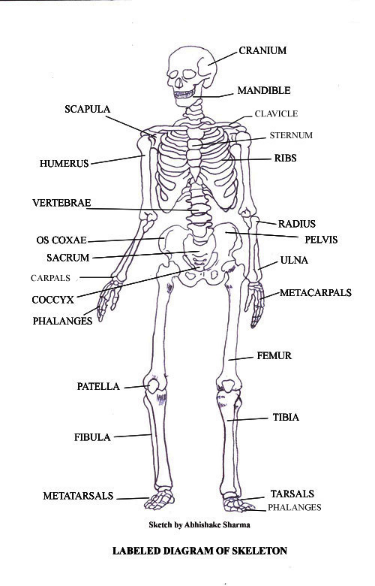 CRANIUM
MANDIBLE
SCAPULA
CLAVICLE
STERNUM
HUMERUS
RIBS
VERTEBRAE
RADIUS
OS COXAE
PELVIS
SACRUM
ULNA
CARPALS
COCCYX
METACARPALS
PHALANGES
FEMUR
PATELLA
TIBIA
FIBULA
METATARSALS
TARSALS
PHALANGES
Sketch by Abhishake Sharma
LABELED DIAGRAM OF SKELETON